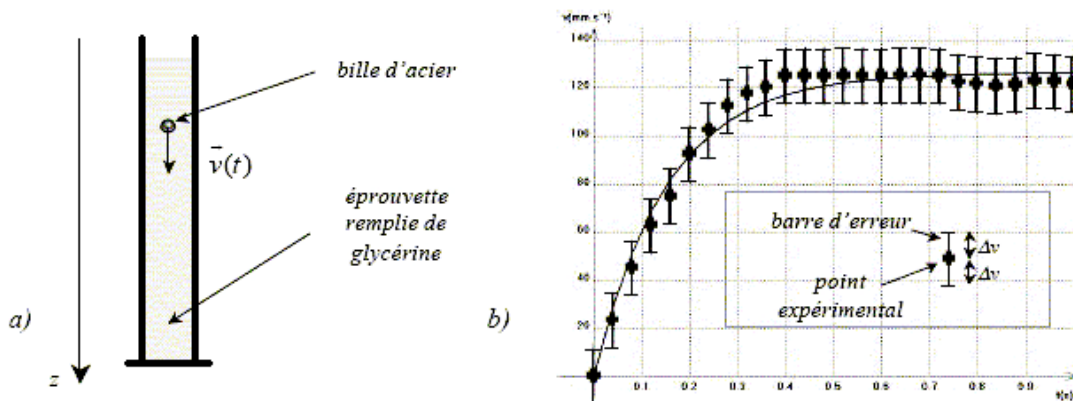 bille d'acier
v(t)
éprouvette
remplie de
glycérine
a)
z
v(mm.s⁻¹)
140
120
100
80
60
40
20
barre d'erreur
Δv
Δv
point
expérimental
b)
0.1 0.2 0.3 0.4 0.5 0.6 0.7 0.8 0.9
t(s)